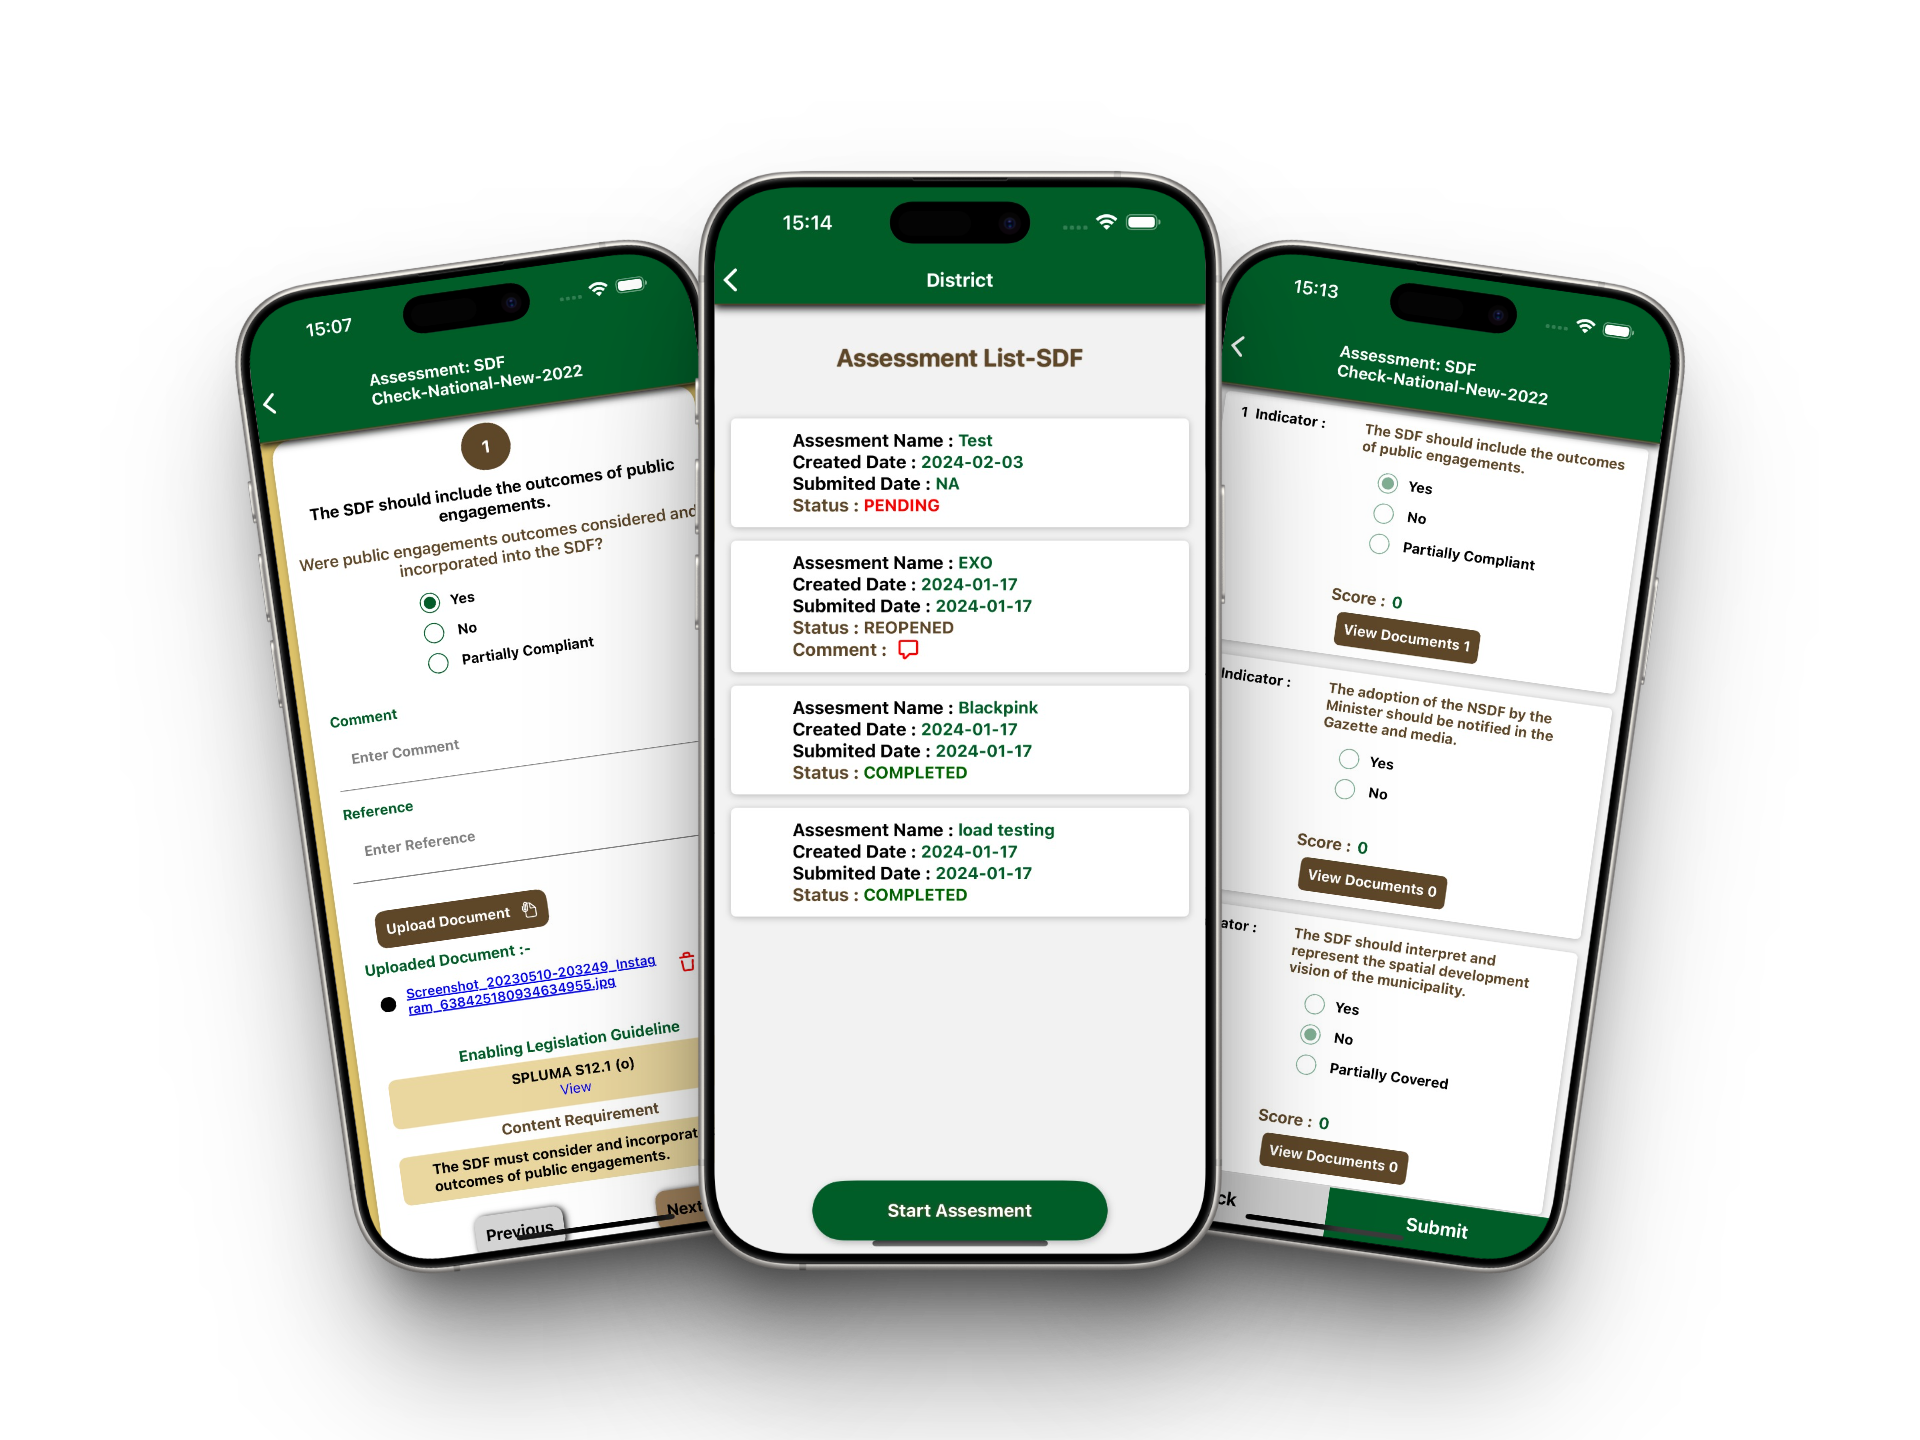 15:07
Assessment: SDF
Check-National-New-2022
1
The SDF should include the outcomes of public
engagements.
Were public engagements outcomes considered and
incorporated into the SDF?
Yes
No
Partially Compliant
Comment
Enter Comment
Reference
Enter Reference
Upload Document
Uploaded Document :-
Screenshot_20230510-203249_Instag
ram_638425180934634955.jpg
Enabling Legislation Guideline
SPLUMA S12.1 (o)
View
Content Requirement
The SDF must consider and incorporat
outcomes of public engagements.
Previous
Next
15:14
District
Assessment List-SDF
Assesment Name : Test
Created Date : 2024-02-03
Submited Date : NA
Status : PENDING
Assesment Name : EXO
Created Date : 2024-01-17
Submited Date : 2024-01-17
Status : REOPENED
Comment :
Assesment Name : Blackpink
Created Date : 2024-01-17
Submited Date : 2024-01-17
Status : COMPLETED
Assesment Name : load testing
Created Date : 2024-01-17
Submited Date : 2024-01-17
Status : COMPLETED
Start Assesment
15:13
Assessment: SDF
Check-National-New-2022
1 Indicator :
The SDF should include the outcomes
of public engagements.
Yes
No
Partially Compliant
Score : 0
View Documents 1
Indicator :
The adoption of the NSDF by the
Minister should be notified in the
Gazette and media.
Yes
No
Score : 0
View Documents 0
ator :
The SDF should interpret and
represent the spatial development
vision of the municipality.
Yes
No
Partially Covered
Score : 0
View Documents 0
ck
Submit